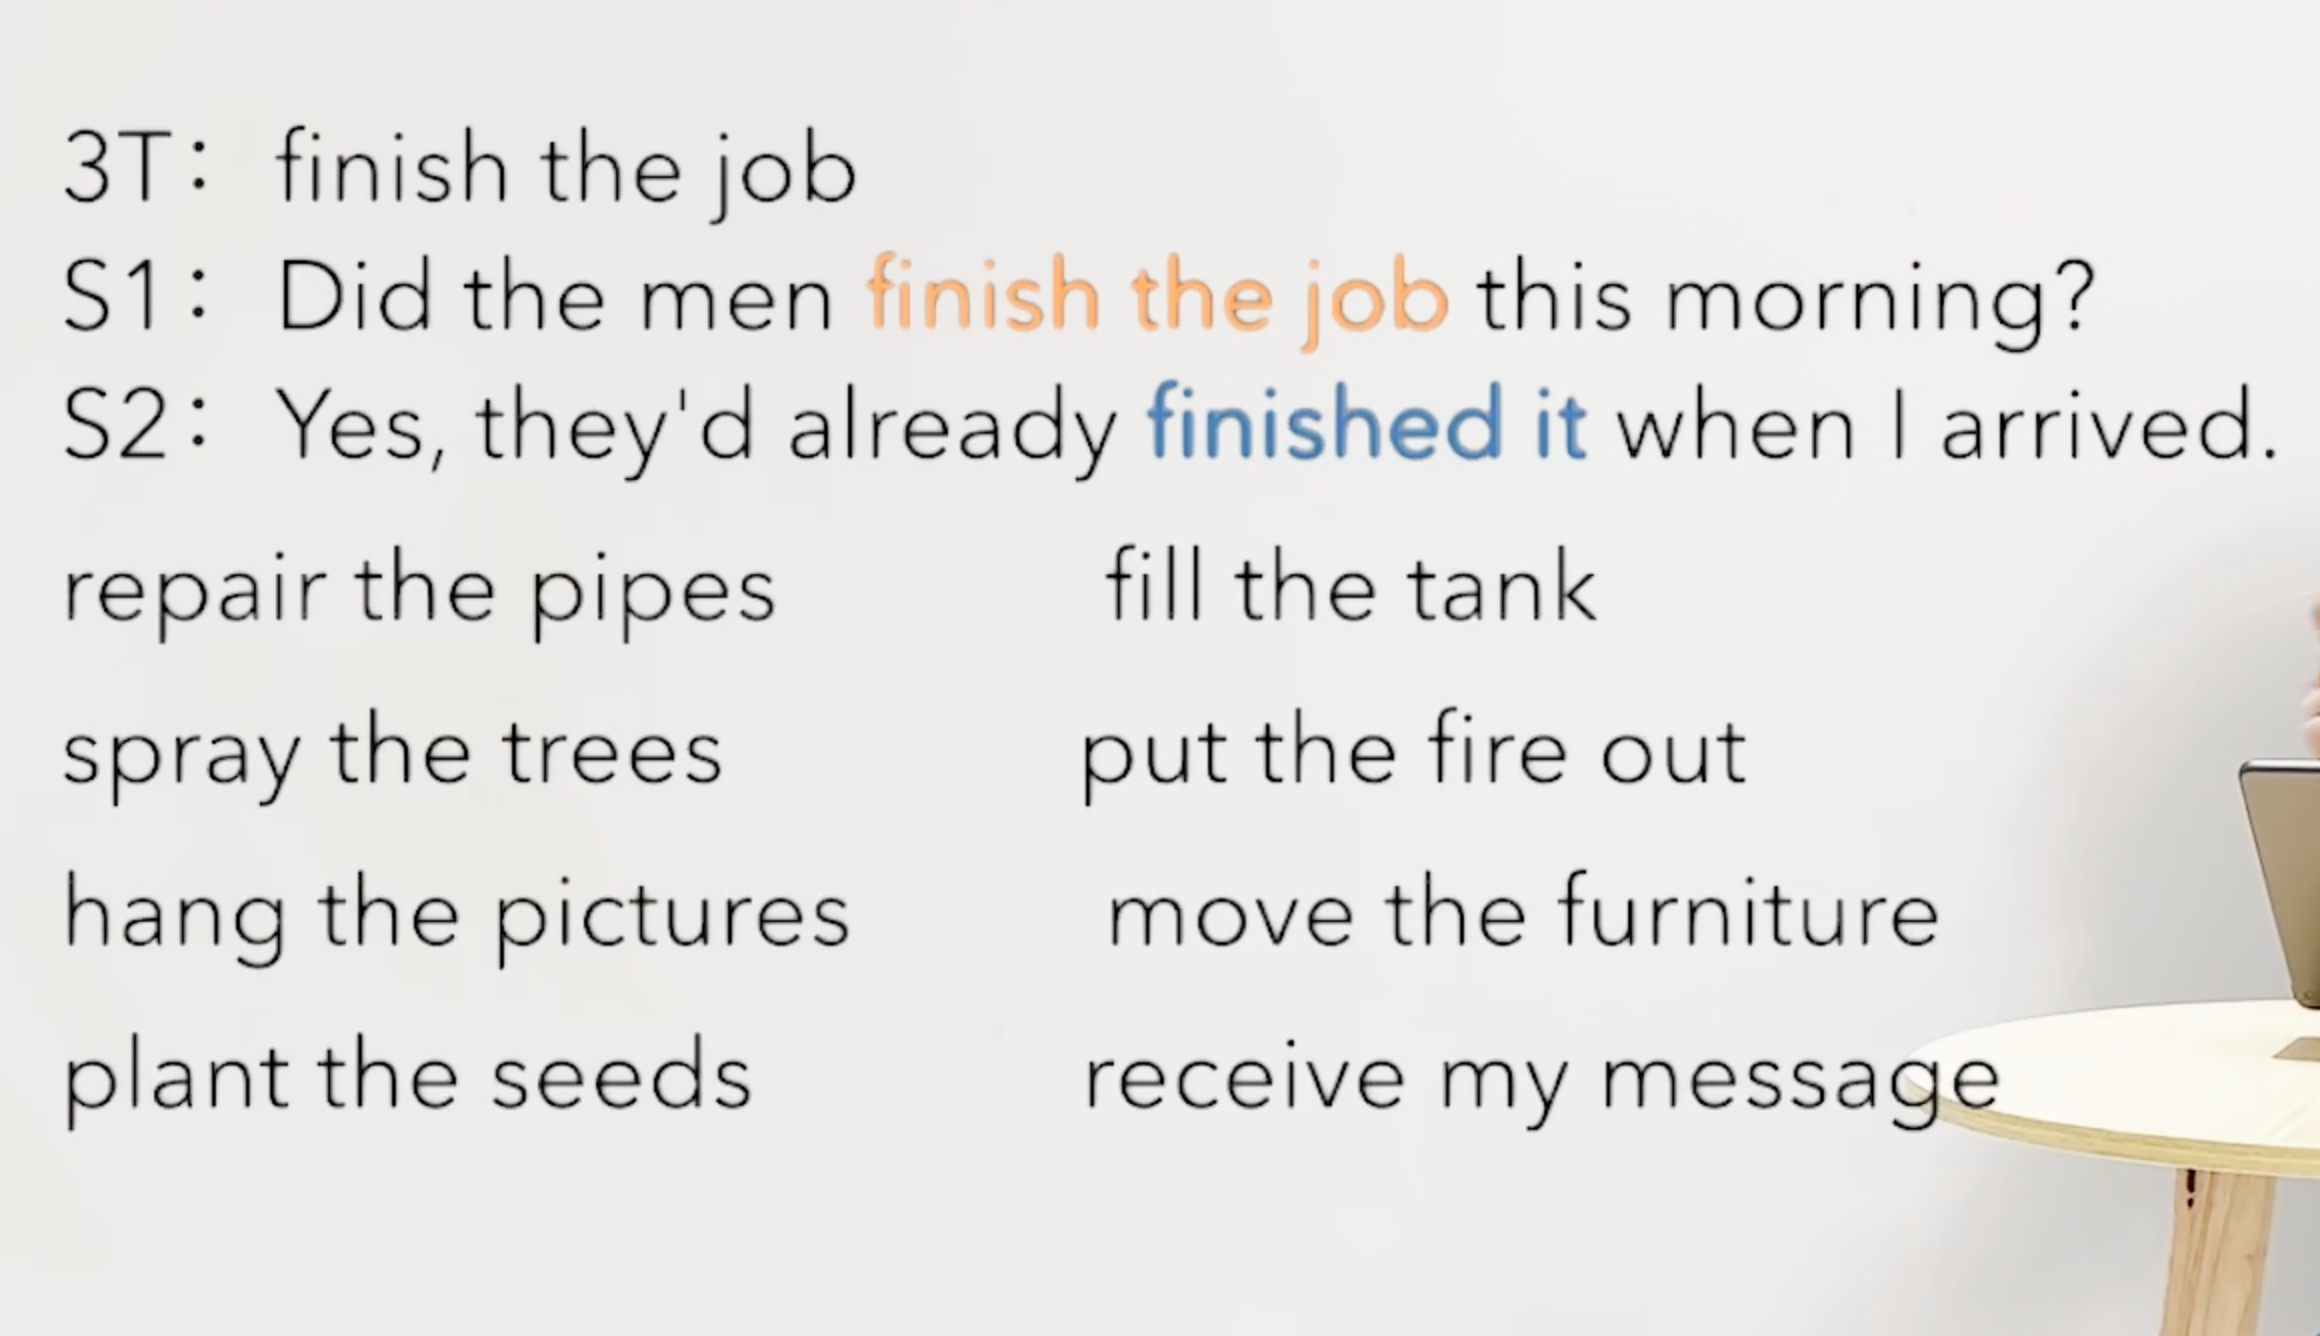 3T: finish the job
S1: Did the men finish the job this morning?
S2: Yes, they'd already finished it when I arrived.
repair the pipes fill the tank
spray the trees put the fire out
hang the pictures move the furniture
plant the seeds receive my message